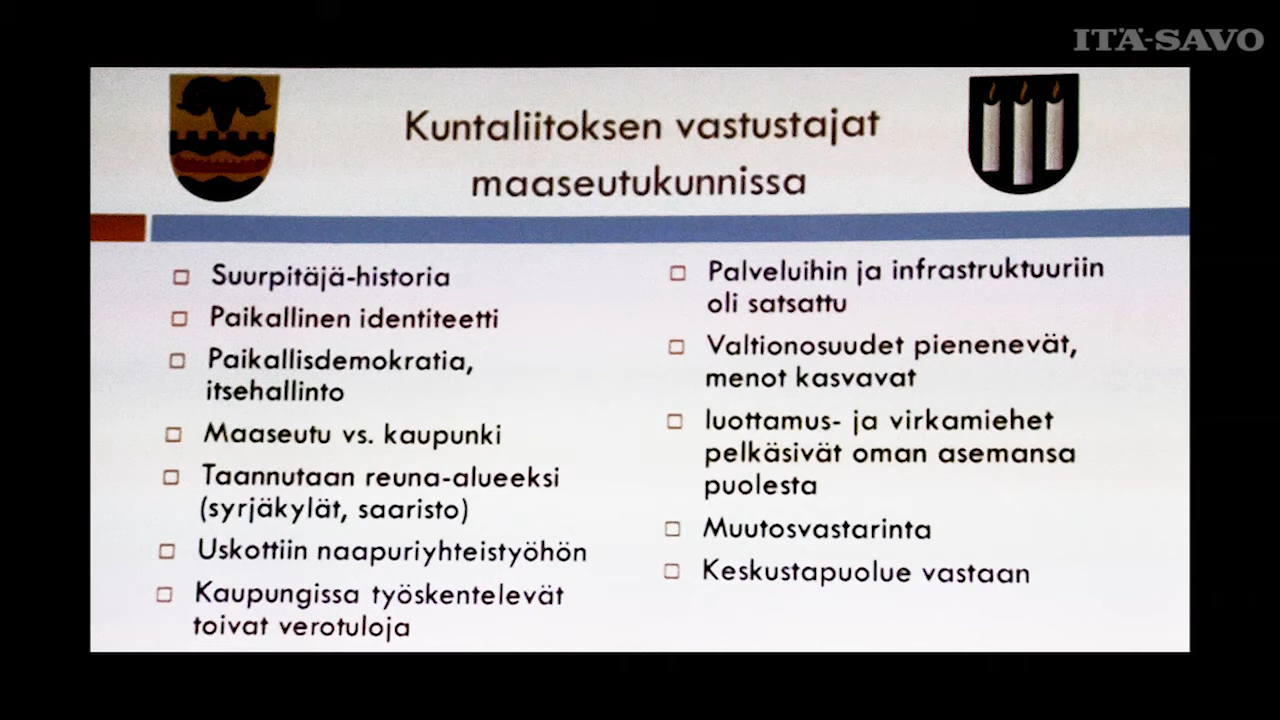 ITÄ-SAVO
Kuntaliitoksen vastustajat
maaseutukunnissa
Suurpitäjä-historia
Paikallinen identiteetti
Paikallisdemokratia,
itsehallinto
Maaseutu vs. kaupunki
Taannutaan reuna-alueeksi
(syrjäkylät, saaristo)
Uskottiin naapuriyhteistyöhön
Kaupungissa työskentelevät
toivat verotuloja
Palveluihin ja infrastruktuuriin
oli satsattu
Valtionosuudet pienenevät,
menot kasvavat
luottamus- ja virkamiehet
pelkäsivät oman asemansa
puolesta
Muutosvastarinta
Keskustapuolue vastaan